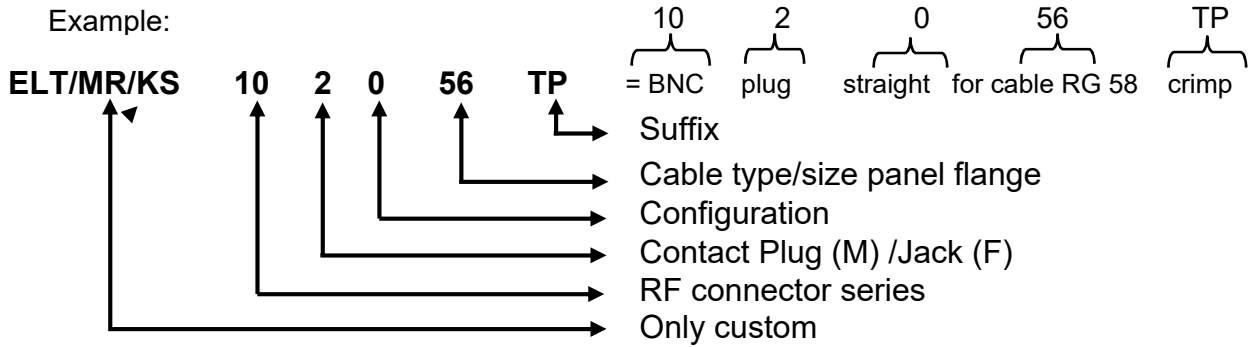 Example: 10 2 0 56 TP
ELT/MR/KS 10 2 0 56 TP = BNC plug straight for cable RG 58 crimp
Suffix
Cable type/size panel flange
Configuration
Contact Plug (M) /Jack (F)
RF connector series
Only custom